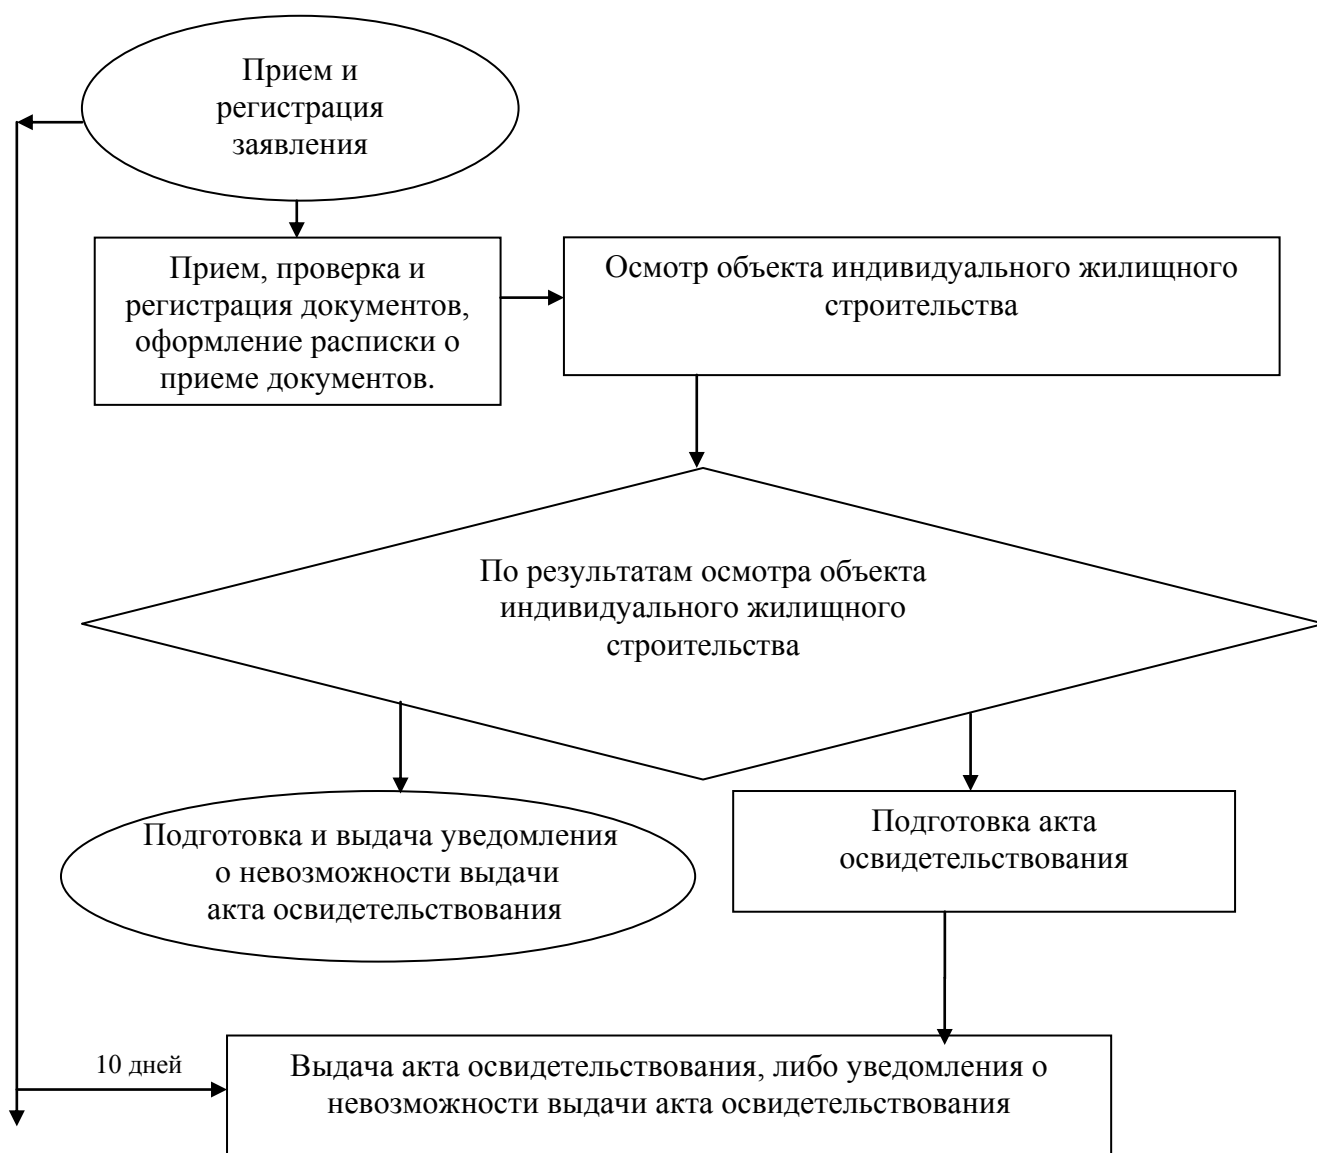 Прием и
регистрация
заявления
Прием, проверка и
регистрация документов,
оформление расписки о
приеме документов.
Осмотр объекта индивидуального жилищного
строительства
По результатам осмотра объекта
индивидуального жилищного
строительства
Подготовка и выдача уведомления
о невозможности выдачи
акта освидетельствования
Подготовка акта
освидетельствования
10 дней
Выдача акта освидетельствования, либо уведомления о
невозможности выдачи акта освидетельствования